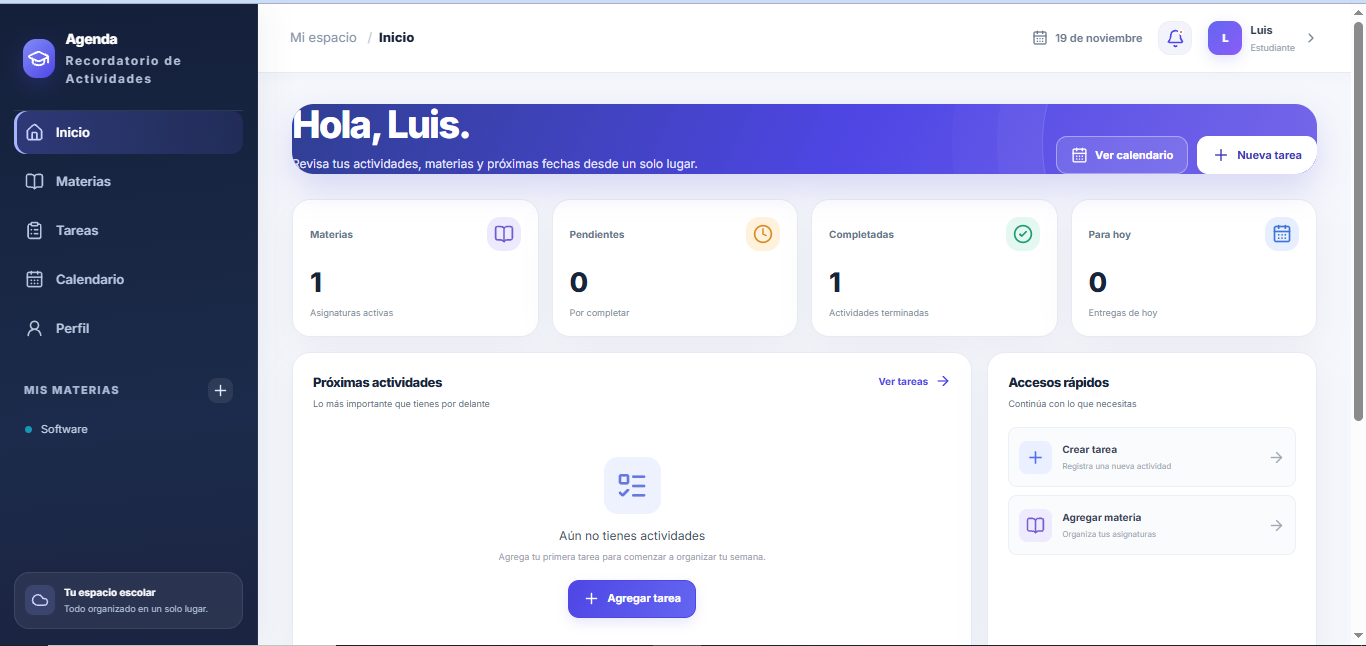 Agenda
Recordatorio de
Actividades
Inicio
Materias
Tareas
Calendario
Perfil
MIS MATERIAS
Software
Tu espacio escolar
Todo organizado en un solo lugar.
Mi espacio / Inicio
19 de noviembre
L
Luis
Estudiante
Hola, Luis.
Revisa tus actividades, materias y próximas fechas desde un solo lugar.
Ver calendario
Nueva tarea
Materias
1
Asignaturas activas
Pendientes
0
Por completar
Completadas
1
Actividades terminadas
Para hoy
0
Entregas de hoy
Próximas actividades
Lo más importante que tienes por delante
Ver tareas
Aún no tienes actividades
Agrega tu primera tarea para comenzar a organizar tu semana.
Agregar tarea
Accesos rápidos
Continúa con lo que necesitas
Crear tarea
Registra una nueva actividad
Agregar materia
Organiza tus asignaturas